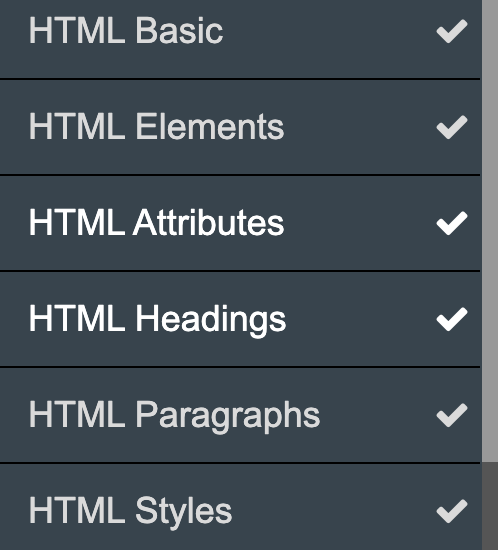 HTML Basic
HTML Elements
HTML Attributes
HTML Headings
HTML Paragraphs
HTML Styles